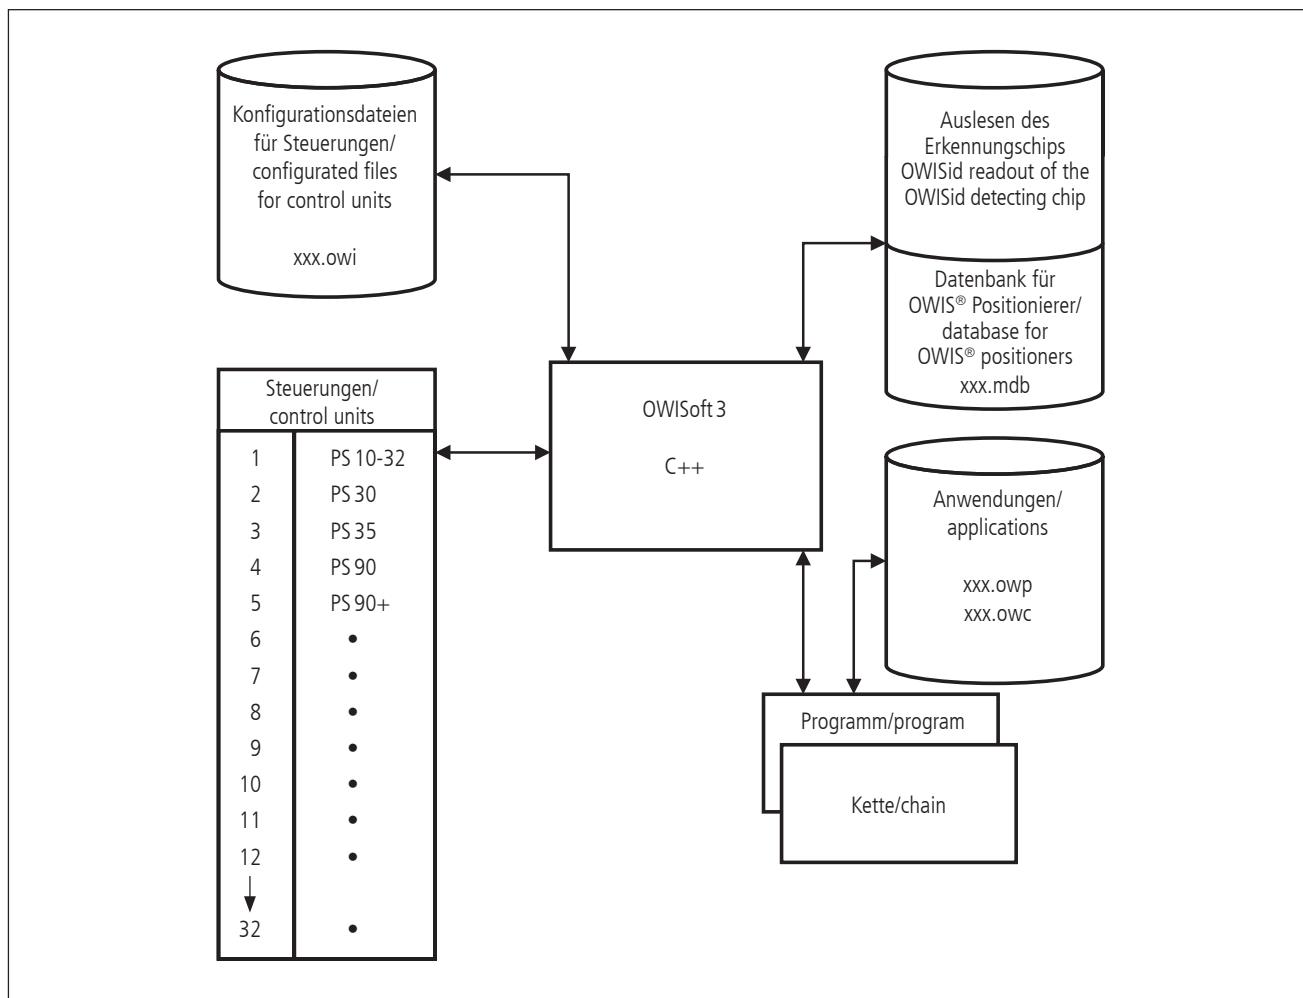 Konfigurationsdateien
für Steuerungen/
configurated files
for control units
xxx.owi
Auslesen des
Erkennungschips
OWISid readout of the
OWISid detecting chip
Datenbank für
OWIS® Positionierer/
database for
OWIS® positioners
xxx.mdb
Steuerungen/
control units
1 PS 10-32
2 PS 30
3 PS 35
4 PS 90
5 PS 90+
6 •
7 •
8 •
9 •
10 •
11 •
12 •
32 •
OWISoft 3
C++
Anwendungen/
applications
xxx.owp
xxx.owc
Programm/program
Kette/chain